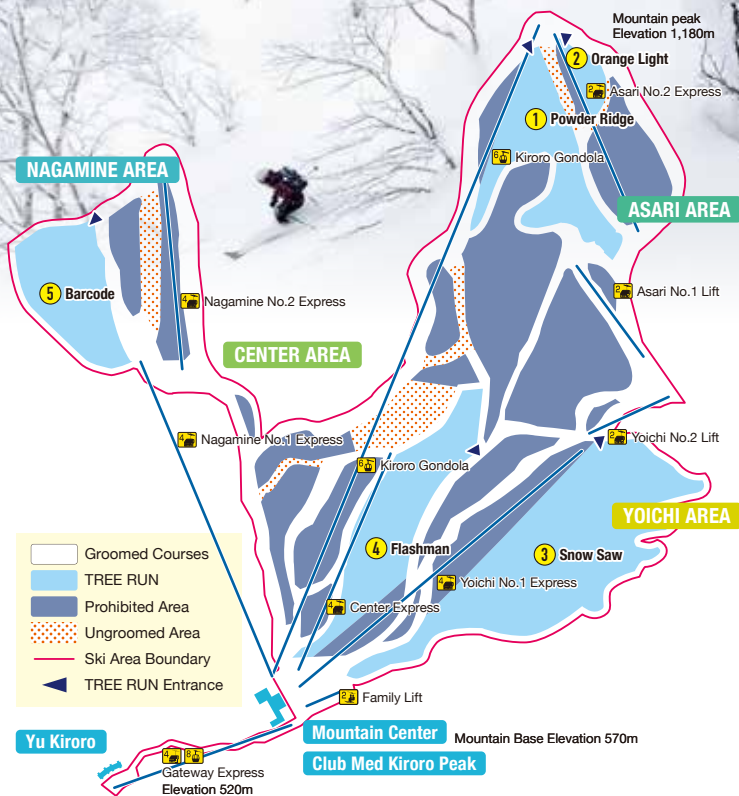 Mountain peak
Elevation 1,180m
2 Orange Light
2 Asari No.2 Express
1 Powder Ridge
6 Kiroro Gondola
NAGAMINE AREA
ASARI AREA
5 Barcode
4 Nagamine No.2 Express
2 Asari No.1 Lift
CENTER AREA
4 Nagamine No.1 Express
2 Yoichi No.2 Lift
6 Kiroro Gondola
YOICHI AREA
4 Flashman
3 Snow Saw
4 Yoichi No.1 Express
4 Center Express
Groomed Courses
TREE RUN
Prohibited Area
Ungroomed Area
Ski Area Boundary
TREE RUN Entrance
2 Family Lift
Yu Kiroro
Mountain Center
Mountain Base Elevation 570m
Club Med Kiroro Peak
4 8
Gateway Express
Elevation 520m